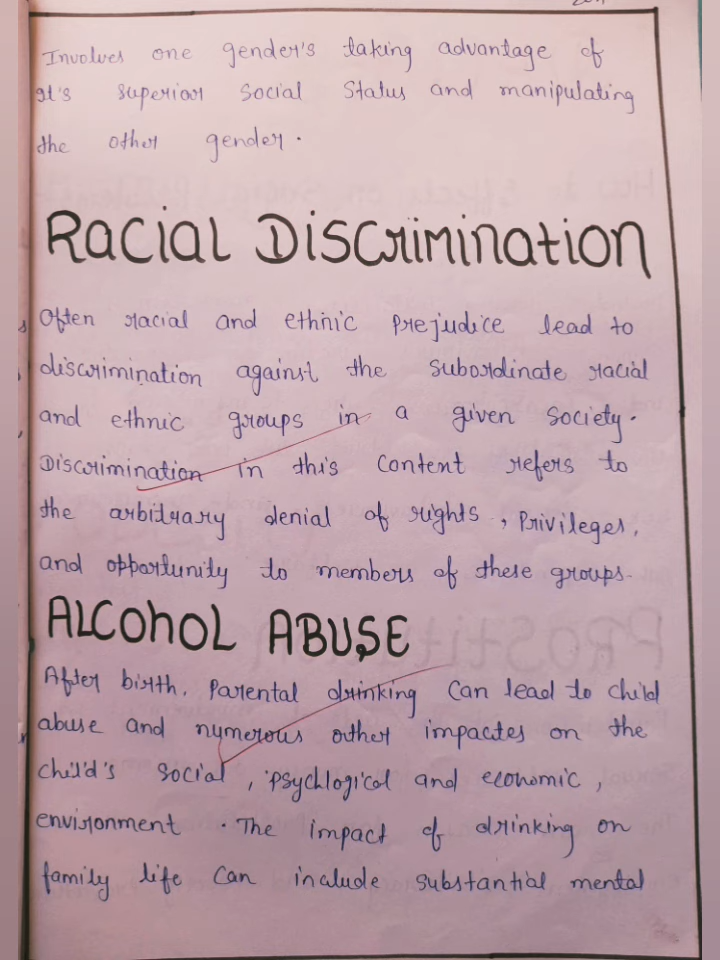 Involves one gender's taking advantage of
It's superior social status and manipulating
the other gender.
RACIAL DISCRIMINATION
Often racial and ethnic prejudice lead to
discrimination against the subordinate racial
and ethnic groups in a given society.
Discrimination in this content refers to
the arbitrary denial of rights, privileges,
and opportunity to members of these groups.
ALCOHOL ABUSE
After birth, parental drinking can lead to child
abuse and numerous other impactes on the
child's social, psychlogical and economic,
environment. The impact of drinking on
family life can include substantial mental